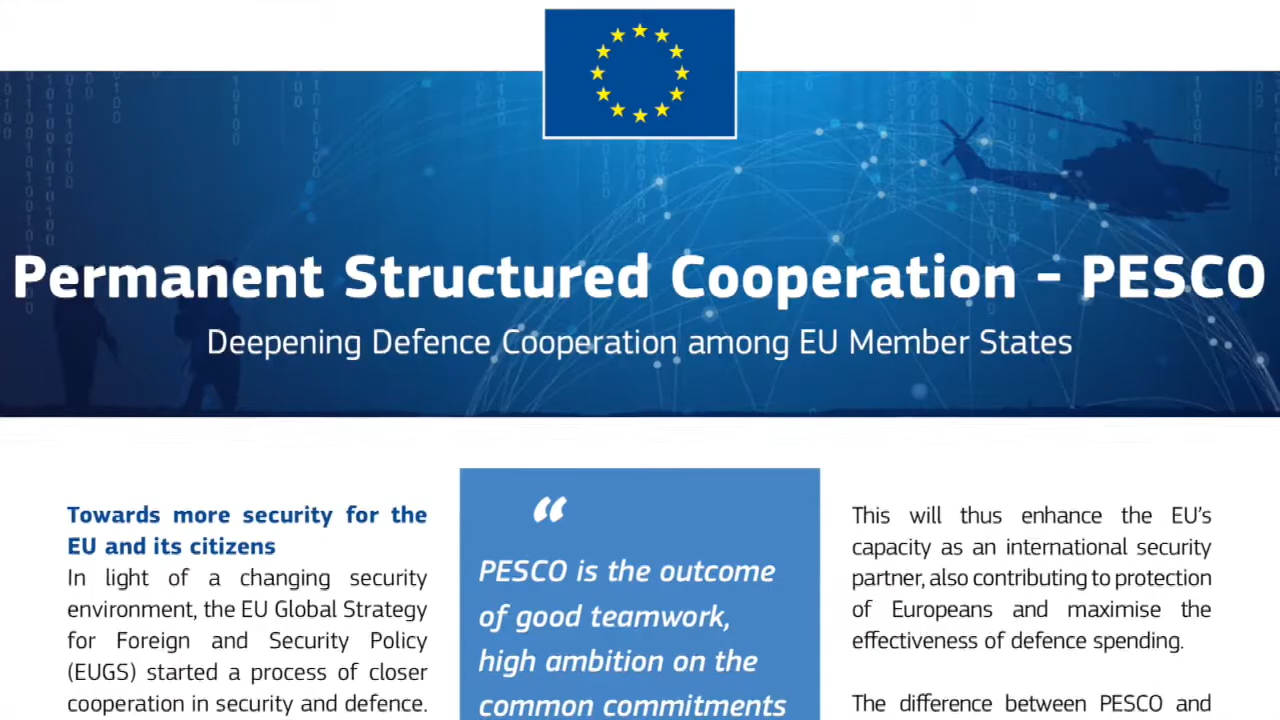 Permanent Structured Cooperation – PESCO
Deepening Defence Cooperation among EU Member States
Towards more security for the
EU and its citizens
In light of a changing security
environment, the EU Global Strategy
for Foreign and Security Policy
(EUGS) started a process of closer
cooperation in security and defence.
“
PESCO is the outcome
of good teamwork,
high ambition on the
common commitments
This will thus enhance the EU’s
capacity as an international security
partner, also contributing to protection
of Europeans and maximise the
effectiveness of defence spending.
The difference between PESCO and